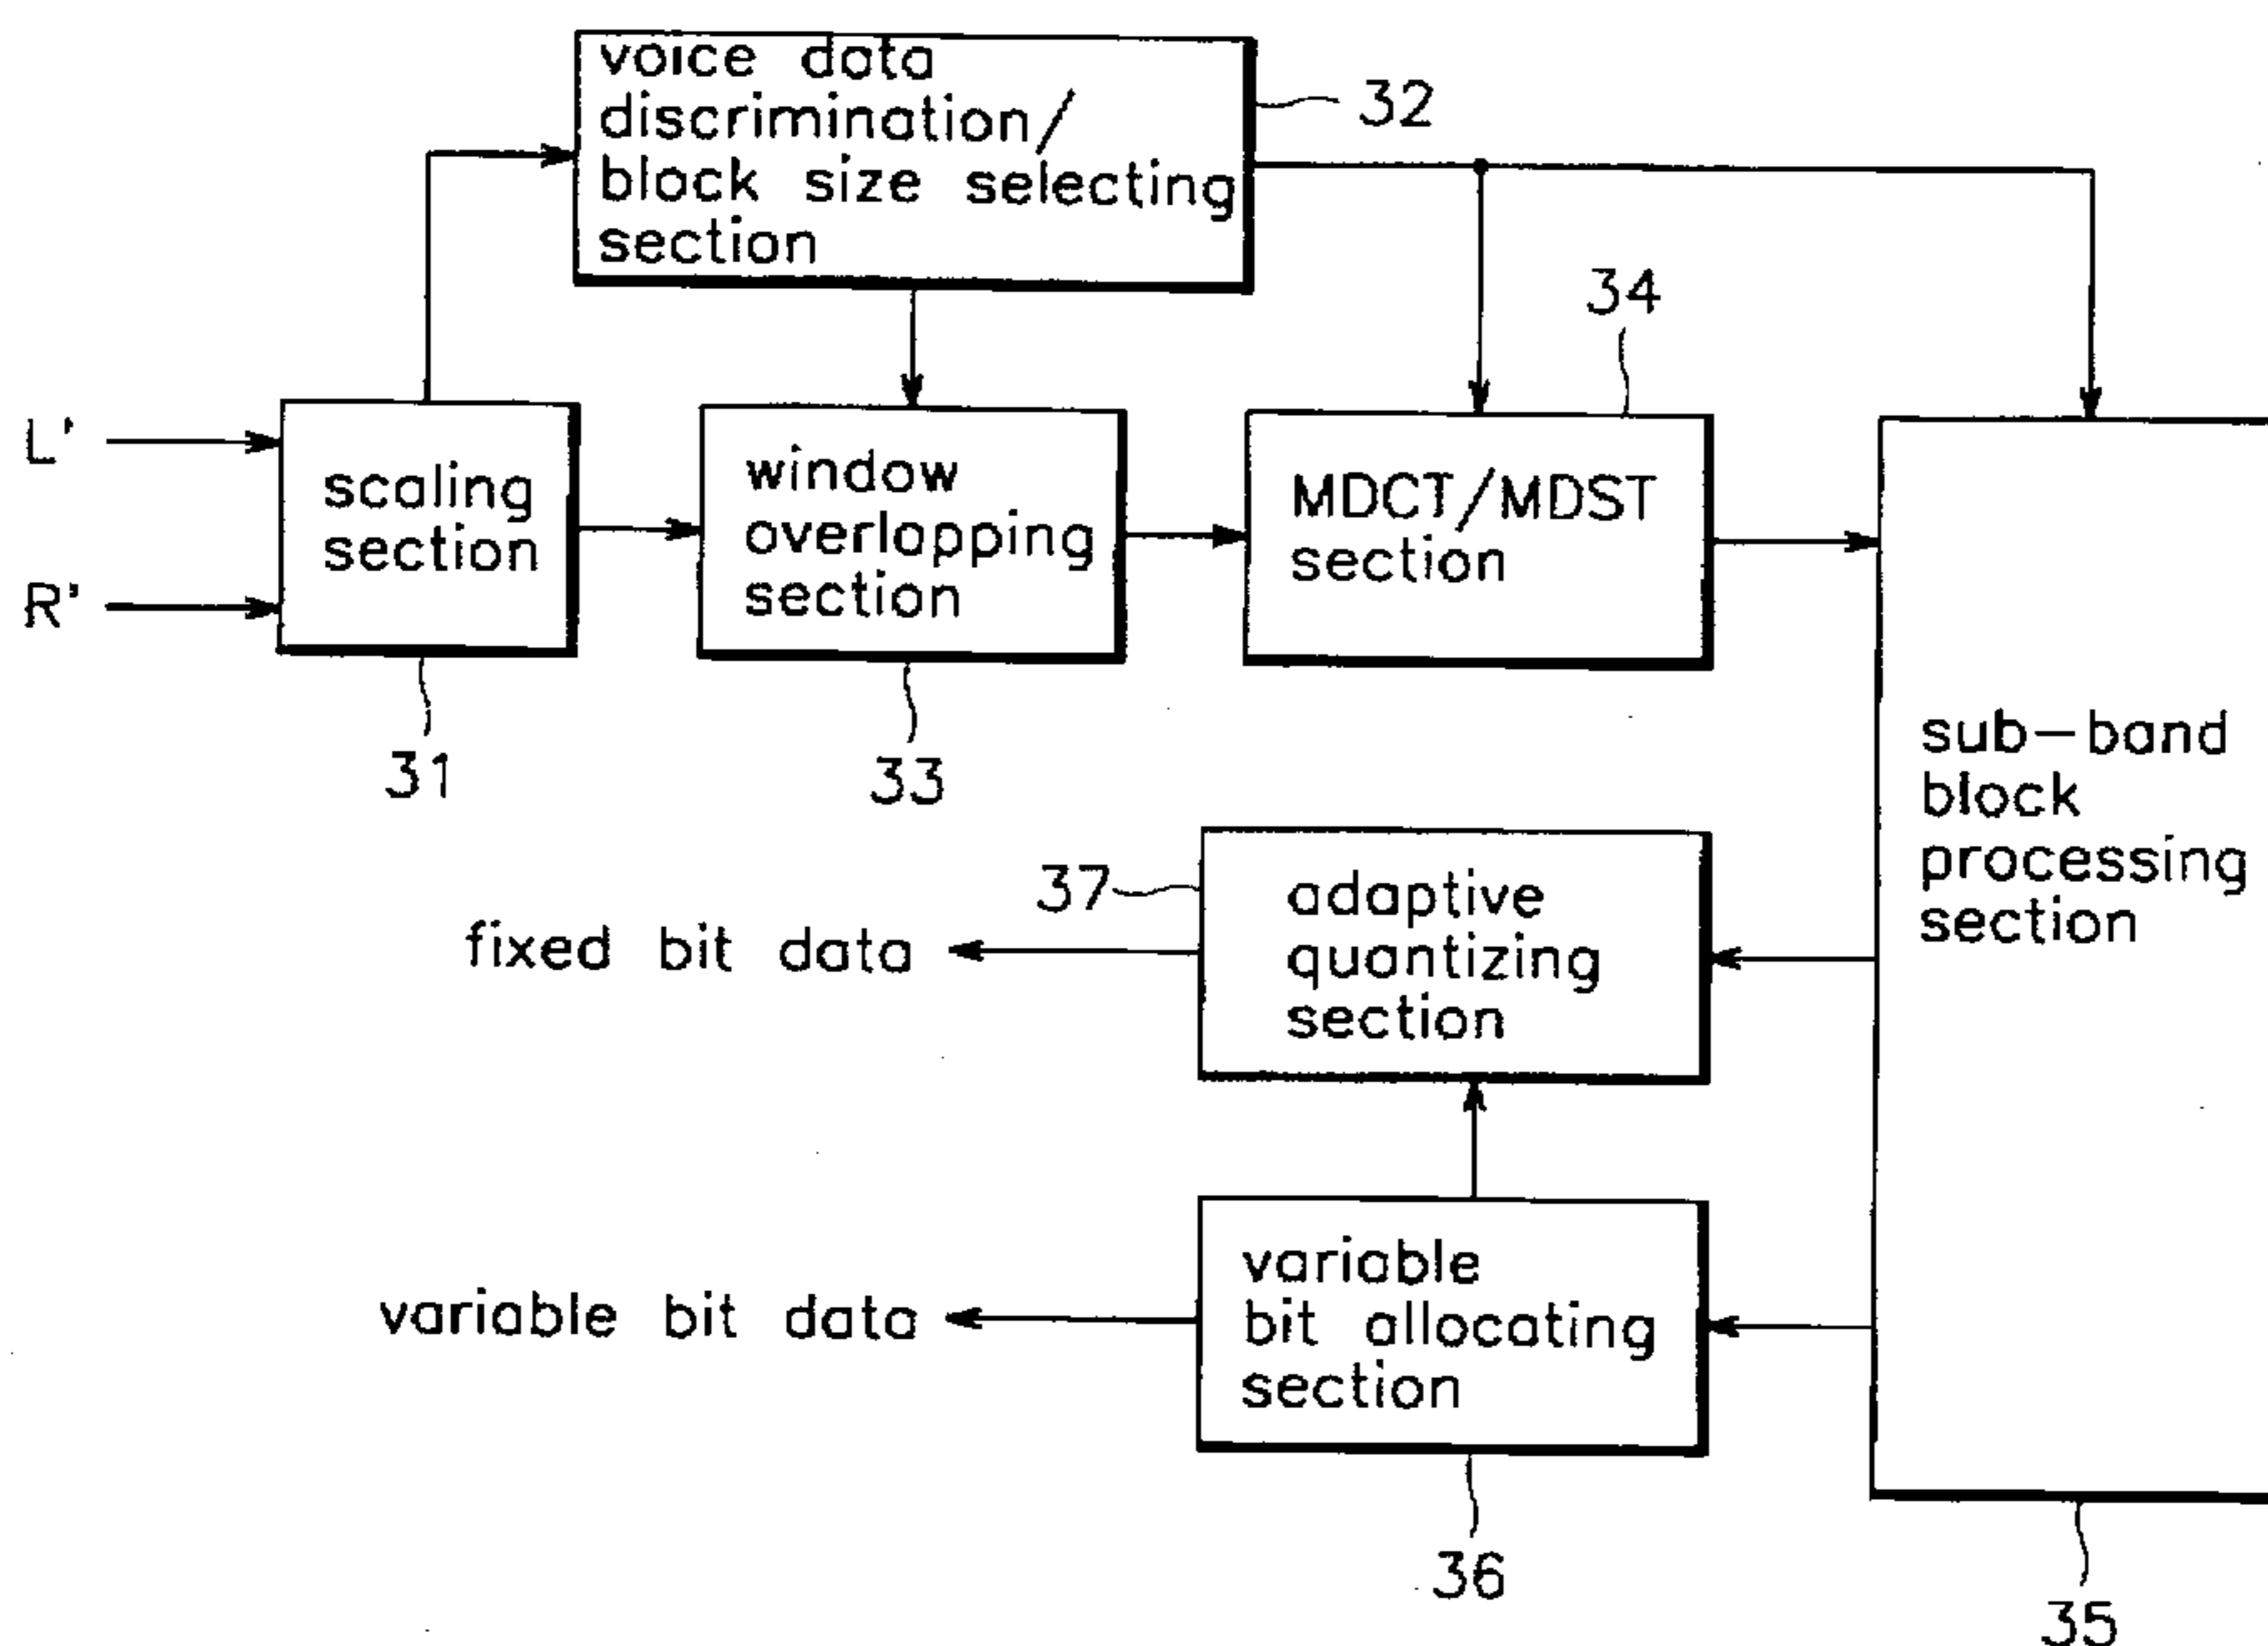 voice data
discrimination/
block size selecting
section
32
34
L'
scaling
section
R'
window
overlapping
section
MDCT/MDST
section
31
33
sub-band
block
processing
section
37
adaptive
quantizing
section
fixed bit data
variable
bit allocating
section
variable bit data
36
35